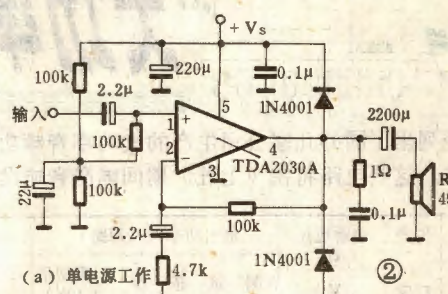 + Vs
100k
220μ
0.1μ
1N4001
2.2μ
输入
5
2200μ
1
+
100k
4
2
−
TDA2030A
3
1Ω
R
22μ
100k
100k
0.1μ
2.2μ
4.7k
1N4001
(a) 单电源工作
②